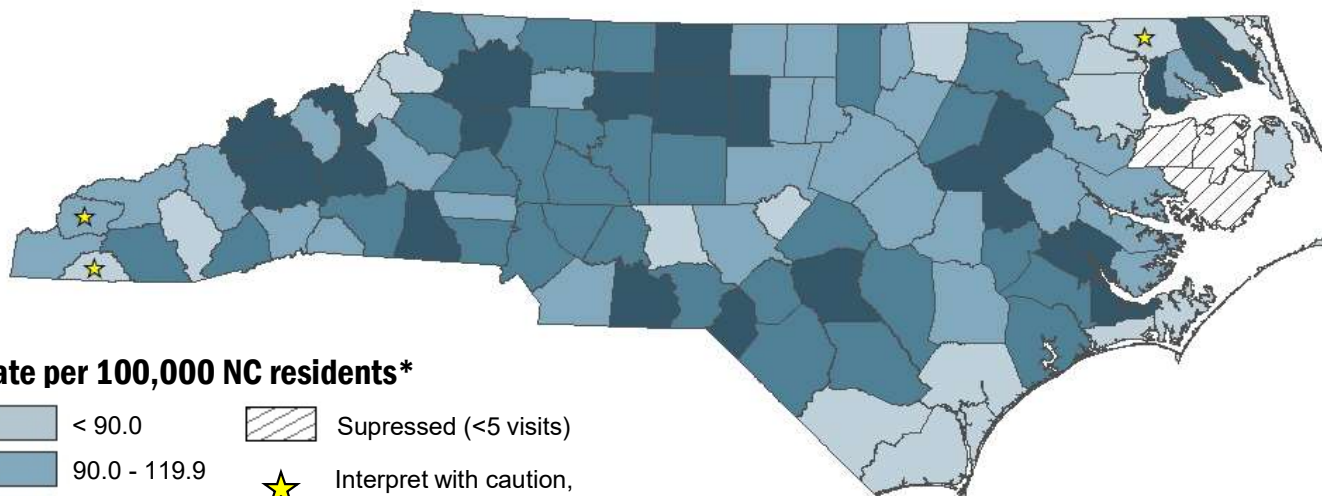 ate per 100,000 NC residents*
< 90.0
Supressed (<5 visits)
90.0 - 119.9
Interpret with caution,